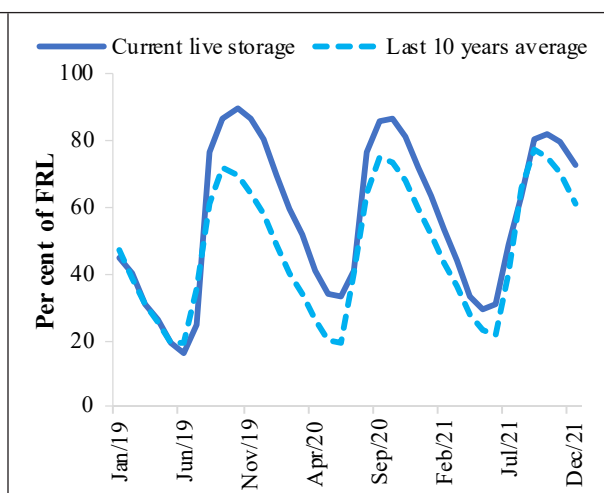 Current live storage
Last 10 years average
Per cent of FRL
100
80
60
40
20
0
Jan/19
Jun/19
Nov/19
Apr/20
Sep/20
Feb/21
Jul/21
Dec/21